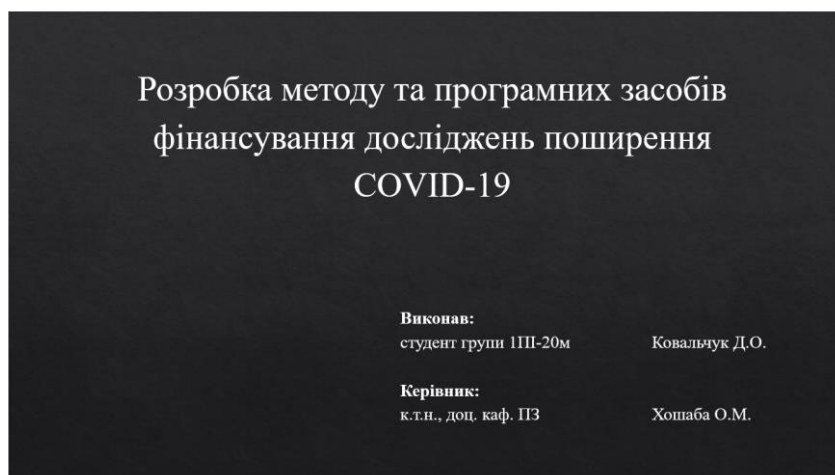 Розробка методу та програмних засобів
фінансування досліджень поширення
COVID-19
Виконав:
студент групи 1ПІ-20м Ковальчук Д.О.
Керівник:
к.т.н., доц. каф. ПЗ Хошаба О.М.